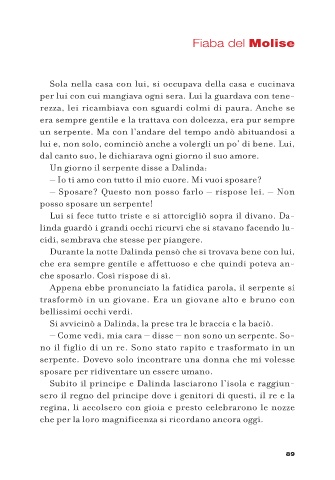 Fiaba del Molise
Sola nella casa con lui, si occupava della casa e cucinava
per lui con cui mangiava ogni sera. Lui la guardava con tene-
rezza, lei ricambiava con sguardi colmi di paura. Anche se
era sempre gentile e la trattava con dolcezza, era pur sempre
un serpente. Ma con l'andare del tempo andò abituandosi a
lui e, non solo, cominciò anche a volergli un po' di bene. Lui,
dal canto suo, le dichiarava ogni giorno il suo amore.
Un giorno il serpente disse a Dalinda:
– Io ti amo con tutto il mio cuore. Mi vuoi sposare?
– Sposare? Questo non posso farlo – rispose lei. – Non
posso sposare un serpente!
Lui si fece tutto triste e si attorcigliò sopra il divano. Da-
linda guardò i grandi occhi ricurvi che si stavano facendo lu-
cidi, sembrava che stesse per piangere.
Durante la notte Dalinda pensò che si trovava bene con lui,
che era sempre gentile e affettuoso e che quindi poteva an-
che sposarlo. Così rispose di sì.
Appena ebbe pronunciato la fatidica parola, il serpente si
trasformò in un giovane. Era un giovane alto e bruno con
bellissimi occhi verdi.
Si avvicinò a Dalinda, la prese tra le braccia e la baciò.
– Come vedi, mia cara – disse – non sono un serpente. So-
no il figlio di un re. Sono stato rapito e trasformato in un
serpente. Dovevo solo incontrare una donna che mi volesse
sposare per ridiventare un essere umano.
Subito il principe e Dalinda lasciarono l'isola e raggiun-
sero il regno del principe dove i genitori di questi, il re e la
regina, li accolsero con gioia e presto celebrarono le nozze
che per la loro magnificenza si ricordano ancora oggi.
89